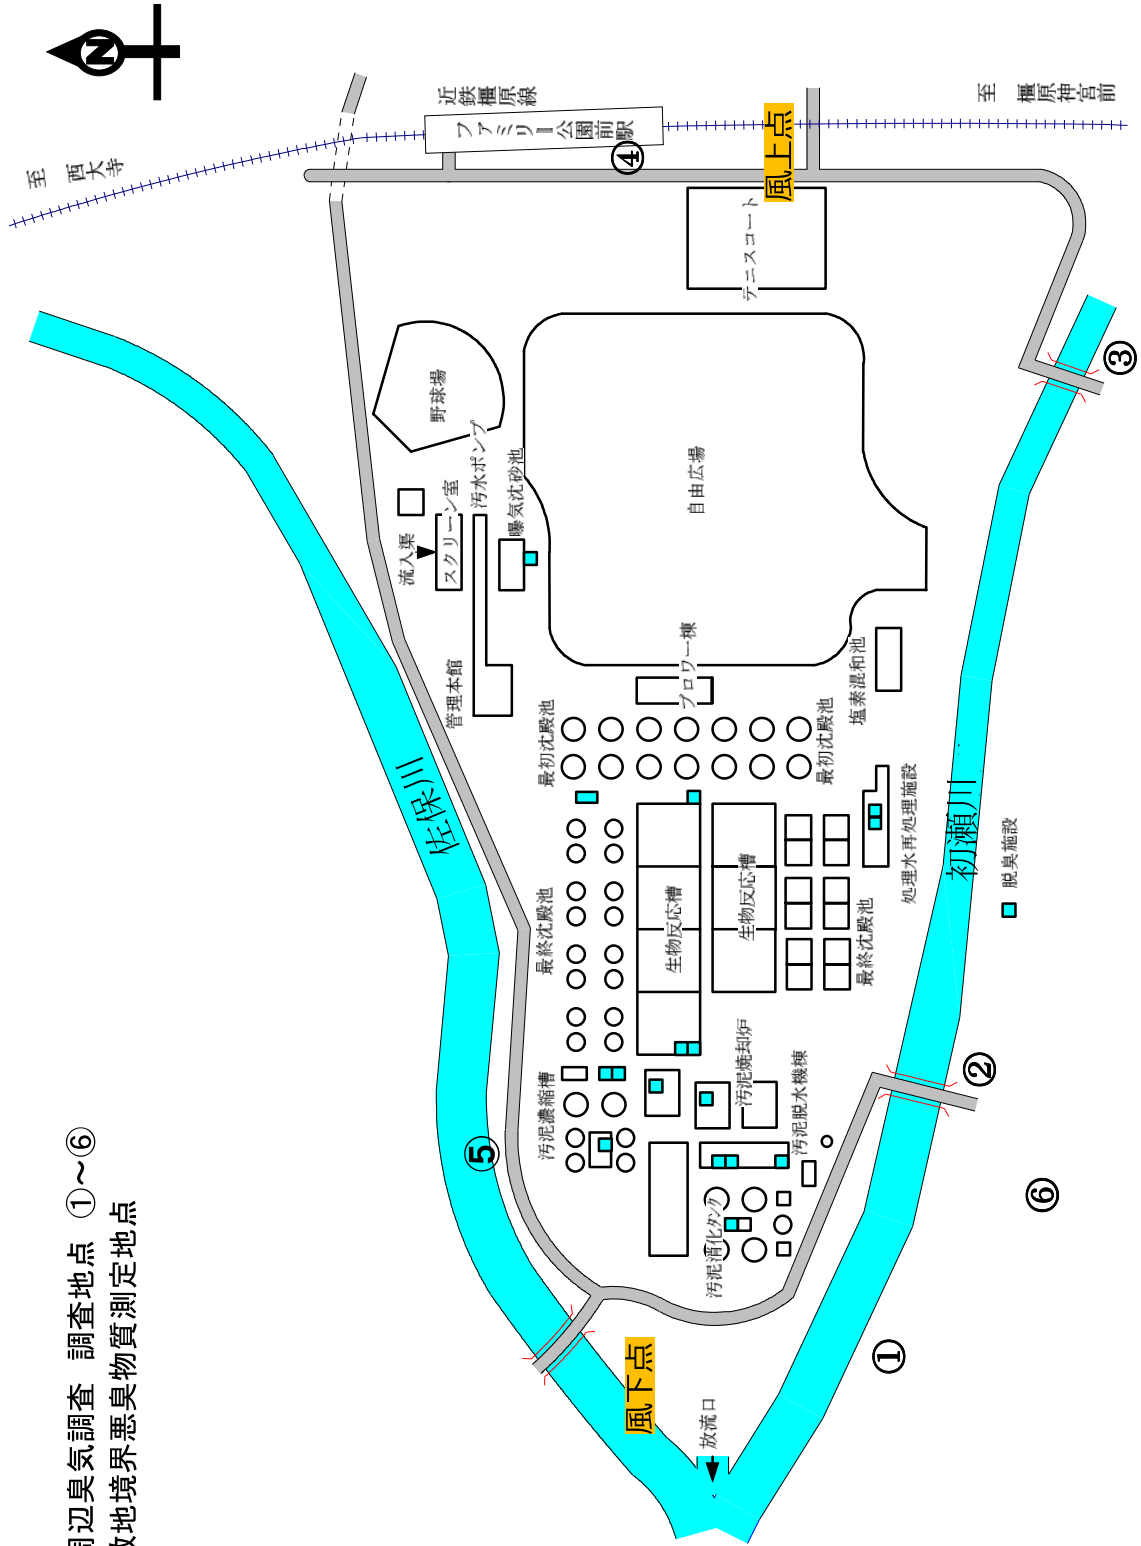 周辺臭気調査 調査地点 ①～⑥
敷地境界悪臭物質測定地点
N
至 西大寺
近鉄橿原線
ファミリー公園前駅
至 橿原神宮前
④
風上点
テニスコート
③
野球場
自由広場
流入渠
スクリーン室
汚水ポンプ
曝気沈砂池
管理本館
ブロワー棟
塩素混和池
最初沈殿池
最初沈殿池
佐保川
初瀬川
処理水再処理施設
脱臭施設
最終沈殿池
生物反応槽
生物反応槽
最終沈殿池
汚泥濃縮槽
汚泥焼却炉
汚泥脱水機棟
②
⑤
汚泥消化タンク
⑥
①
風下点
放流口